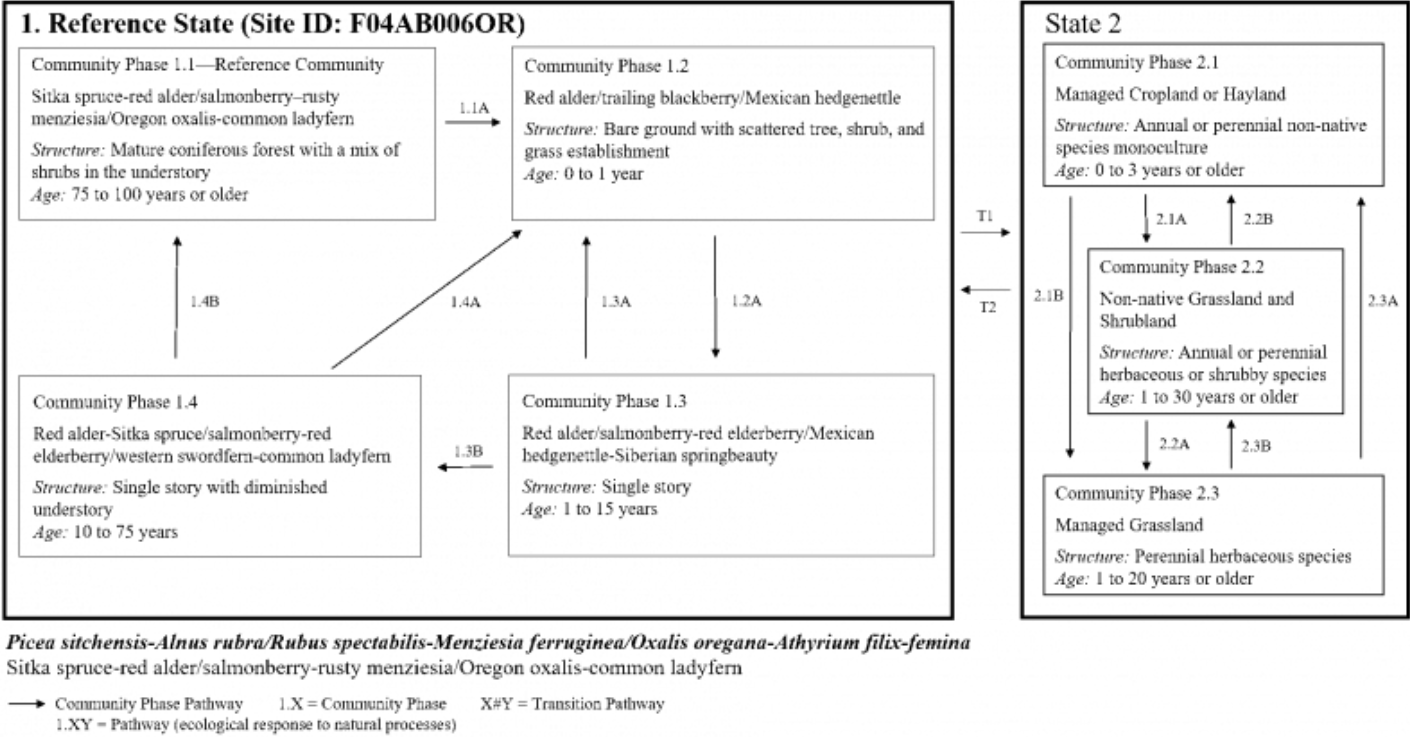 1. Reference State (Site ID: F04AB006OR)
Community Phase 1.1—Reference Community
Sitka spruce-red alder/salmonberry–rusty
menziesia/Oregon oxalis-common ladyfern
Structure: Mature coniferous forest with a mix of
shrubs in the understory
Age: 75 to 100 years or older
1.1A
Community Phase 1.2
Red alder/trailing blackberry/Mexican hedgenettle
Structure: Bare ground with scattered tree, shrub, and
grass establishment
Age: 0 to 1 year
1.4B
1.4A
1.3A
1.2A
Community Phase 1.4
Red alder-Sitka spruce/salmonberry-red
elderberry/western swordfern-common ladyfern
Structure: Single story with diminished
understory
Age: 10 to 75 years
1.3B
Community Phase 1.3
Red alder/salmonberry-red elderberry/Mexican
hedgenettle-Siberian springbeauty
Structure: Single story
Age: 1 to 15 years
T1
T2
State 2
Community Phase 2.1
Managed Cropland or Hayland
Structure: Annual or perennial non-native
species monoculture
Age: 0 to 3 years or older
2.1A
2.2B
2.1B
2.3A
Community Phase 2.2
Non-native Grassland and
Shrubland
Structure: Annual or perennial
herbaceous or shrubby species
Age: 1 to 30 years or older
2.2A
2.3B
Community Phase 2.3
Managed Grassland
Structure: Perennial herbaceous species
Age: 1 to 20 years or older
Picea sitchensis-Alnus rubra/Rubus spectabilis-Menziesia ferruginea/Oxalis oregana-Athyrium filix-femina
Sitka spruce-red alder/salmonberry-rusty menziesia/Oregon oxalis-common ladyfern
Community Phase Pathway 1.X = Community Phase X#Y = Transition Pathway
1.XY = Pathway (ecological response to natural processes)